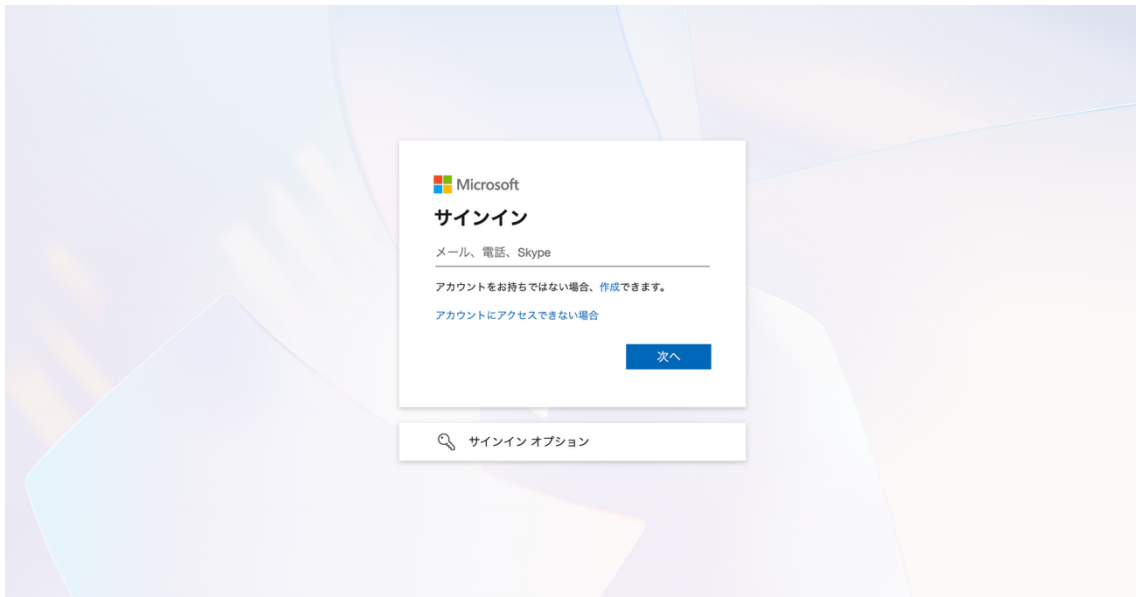 Microsoft
サインイン
メール、電話、Skype
アカウントをお持ちではない場合、作成できます。
アカウントにアクセスできない場合
次へ
サインイン オプション